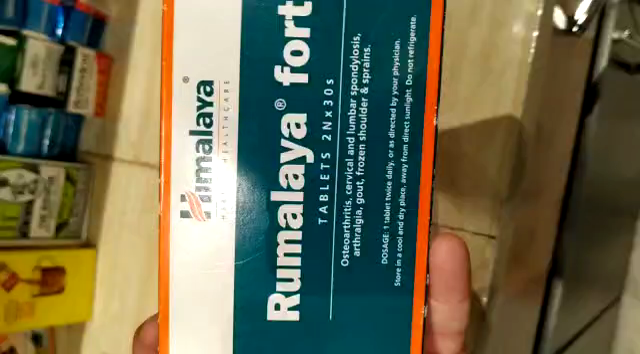 Himalaya®
HEALTHCARE
Rumalaya® fort
TABLETS 2Nx30s
Osteoarthritis, cervical and lumbar spondylosis,
arthralgia, gout, frozen shoulder & sprains.
DOSAGE: 1 tablet twice daily, or as directed by your physician.
Store in a cool and dry place, away from direct sunlight. Do not refrigerate.